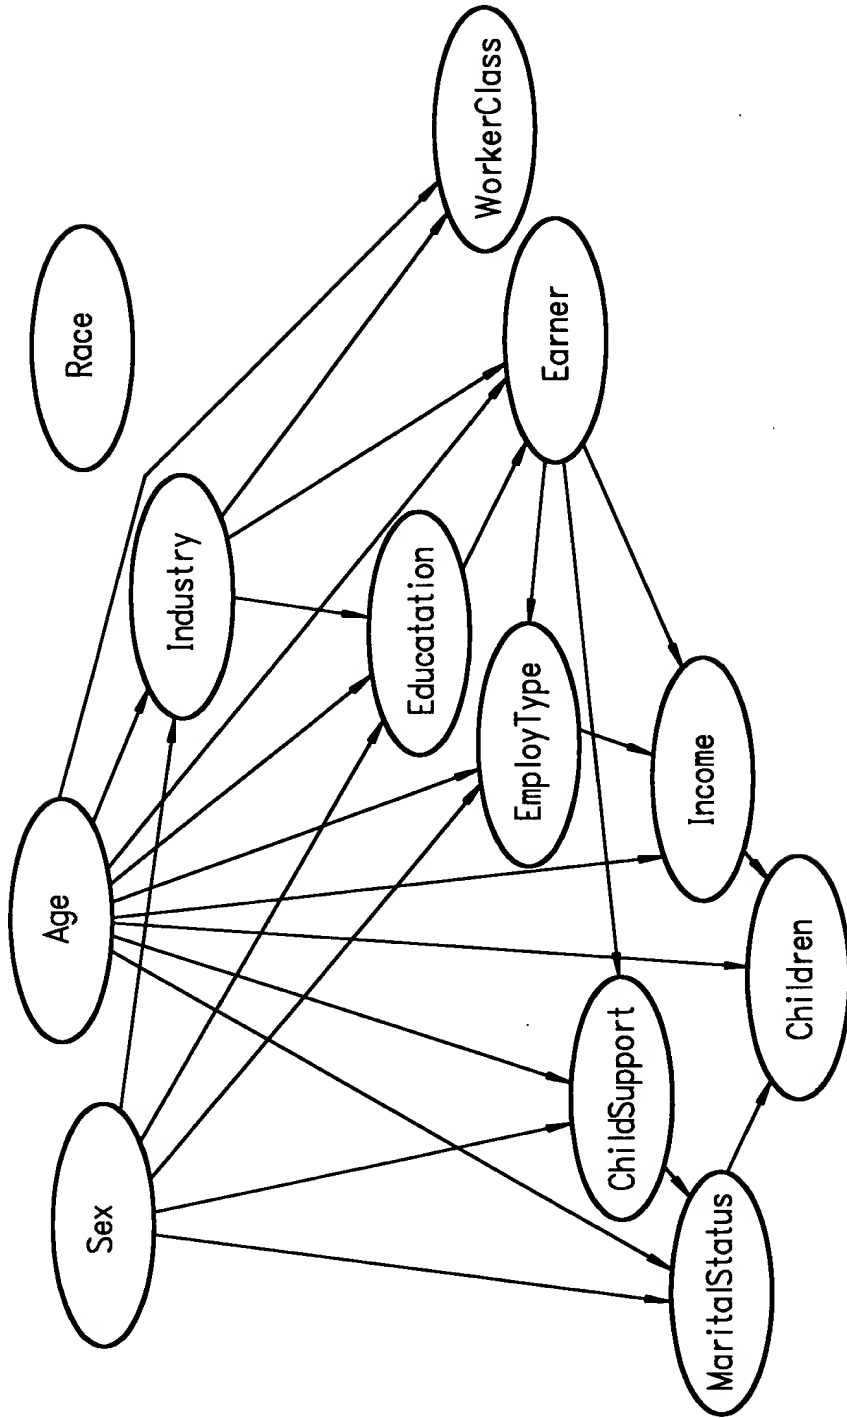 Race
Age
Sex
Industry
WorkerClass
Educatation
Earner
EmployType
ChildSupport
Income
MaritalStatus
Children